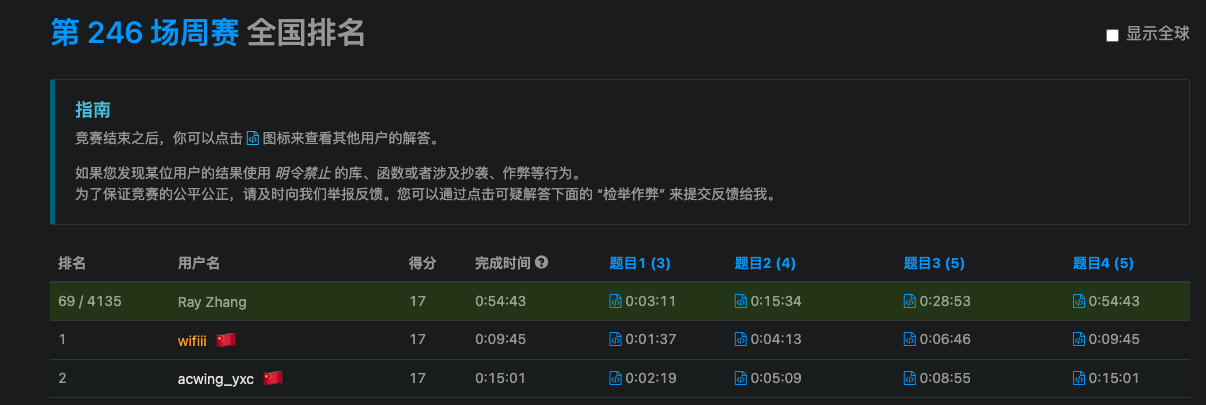 第 246 场周赛 全国排名
显示全球
指南
竞赛结束之后，你可以点击 图标来查看其他用户的解答。
如果您发现某位用户的结果使用 明令禁止 的库、函数或者涉及抄袭、作弊等行为。
为了保证竞赛的公平公正，请及时向我们举报反馈。您可以通过点击可疑解答下面的 “检举作弊” 来提交反馈给我。
排名 用户名 得分 完成时间 题目1 (3) 题目2 (4) 题目3 (5) 题目4 (5)
69 / 4135 Ray Zhang 17 0:54:43 0:03:11 0:15:34 0:28:53 0:54:43
1 wifiii 17 0:09:45 0:01:37 0:04:13 0:06:46 0:09:45
2 acwing_yxc 17 0:15:01 0:02:19 0:05:09 0:08:55 0:15:01